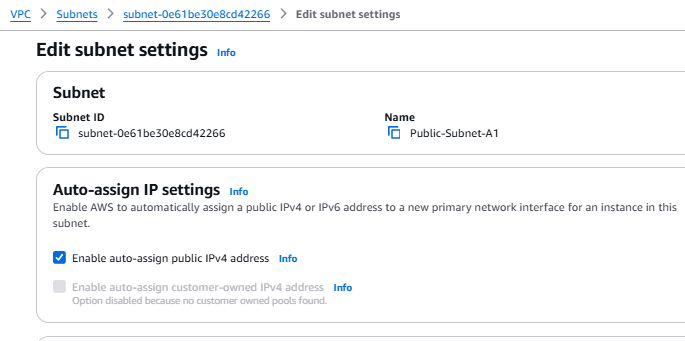 VPC > Subnets > subnet-0e61be30e8cd42266 > Edit subnet settings
Edit subnet settings Info
Subnet
Subnet ID
subnet-0e61be30e8cd42266
Name
Public-Subnet-A1
Auto-assign IP settings Info
Enable AWS to automatically assign a public IPv4 or IPv6 address to a new primary network interface for an instance in this
subnet.
Enable auto-assign public IPv4 address Info
Enable auto-assign customer-owned IPv4 address Info
Option disabled because no customer owned pools found.